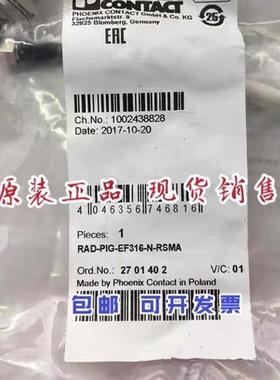 CONTACT
PHOENIX CONTACT GmbH & Co. KG
Flachsmarktstr. 8
32825 Blomberg, Germany
EAC
25
Ch.No.: 1002438828
Date: 2017-10-20
原装正品 现货销售
4 046356 746816
Pieces: 1
RAD-PIG-EF316-N-RSMA
Ord.No.: 27 01 40 2 V/C: 01
Made by Phoenix Contact in Poland
包邮 可开发票